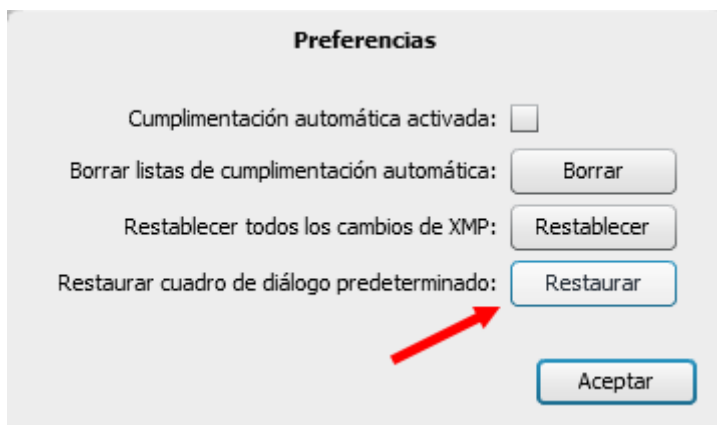 Preferencias
Cumplimentación automática activada:
Borrar listas de cumplimentación automática: Borrar
Restablecer todos los cambios de XMP: Restablecer
Restaurar cuadro de diálogo predeterminado: Restaurar
Aceptar